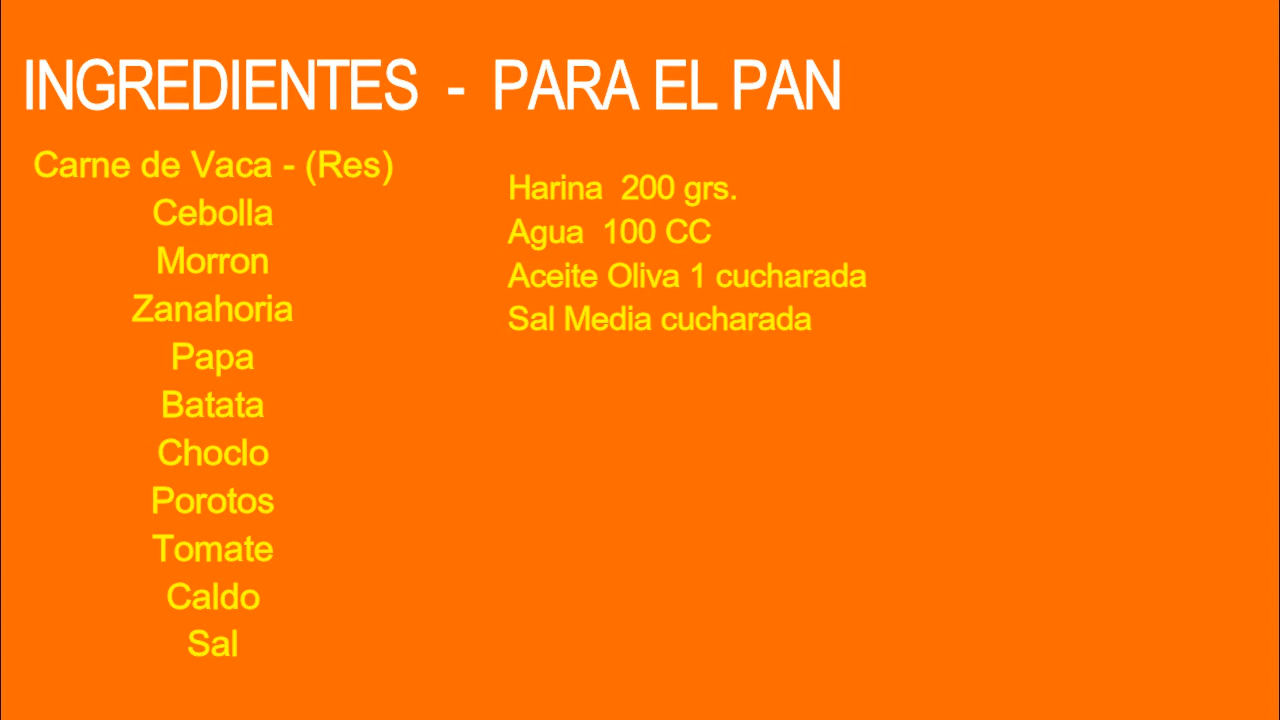 INGREDIENTES - PARA EL PAN
Carne de Vaca - (Res)
Cebolla
Morron
Zanahoria
Papa
Batata
Choclo
Porotos
Tomate
Caldo
Sal
Harina 200 grs.
Agua 100 CC
Aceite Oliva 1 cucharada
Sal Media cucharada